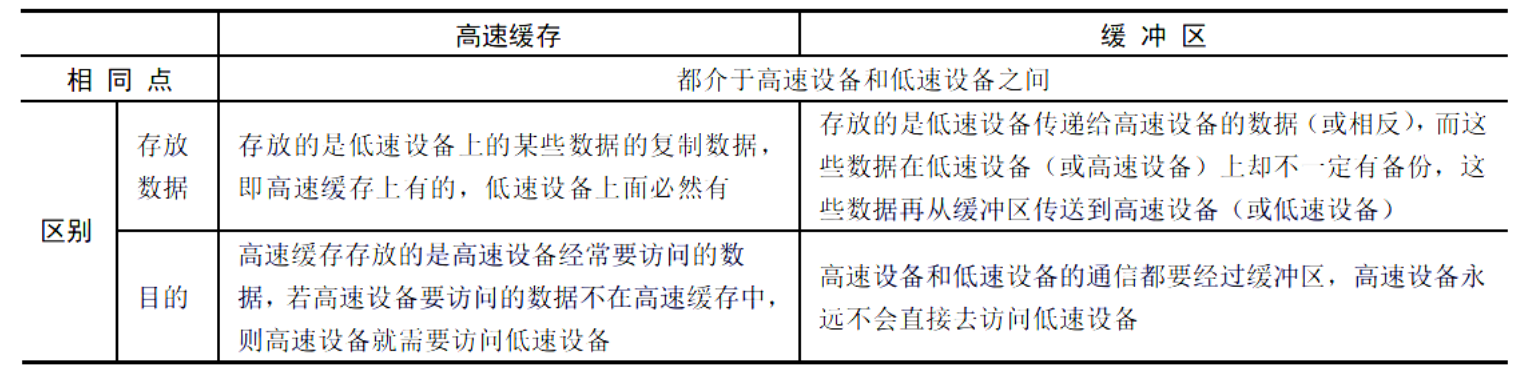 高速缓存 缓冲区
相同点 都介于高速设备和低速设备之间
区别
存放
数据
存放的是低速设备上的某些数据的复制数据，
即高速缓存上有的，低速设备上面必然有
存放的是低速设备传递给高速设备的数据（或相反），而这
些数据在低速设备（或高速设备）上却不一定有备份，这
些数据再从缓冲区传送到高速设备（或低速设备）
目的
高速缓存存放的是高速设备经常要访问的数
据，若高速设备要访问的数据不在高速缓存中，
则高速设备就需要访问低速设备
高速设备和低速设备的通信都要经过缓冲区，高速设备永
远不会直接去访问低速设备